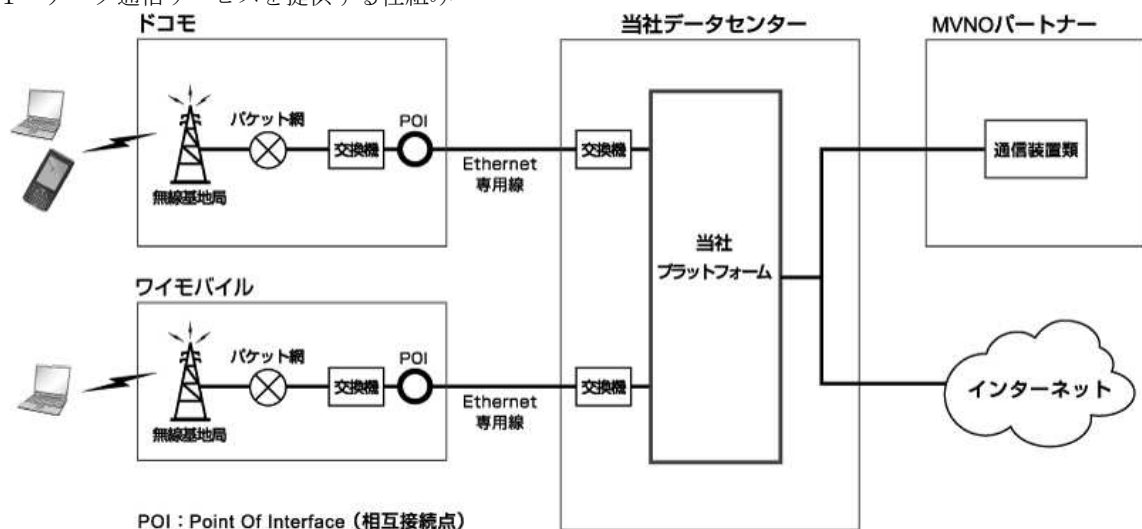 ドコモ
当社データセンター
MVNOパートナー
パケット網
POI
交換機
無線基地局
Ethernet
専用線
交換機
通信装置類
当社
プラットフォーム
ワイモバイル
パケット網
POI
交換機
無線基地局
Ethernet
専用線
交換機
インターネット
POI：Point Of Interface（相互接続点）